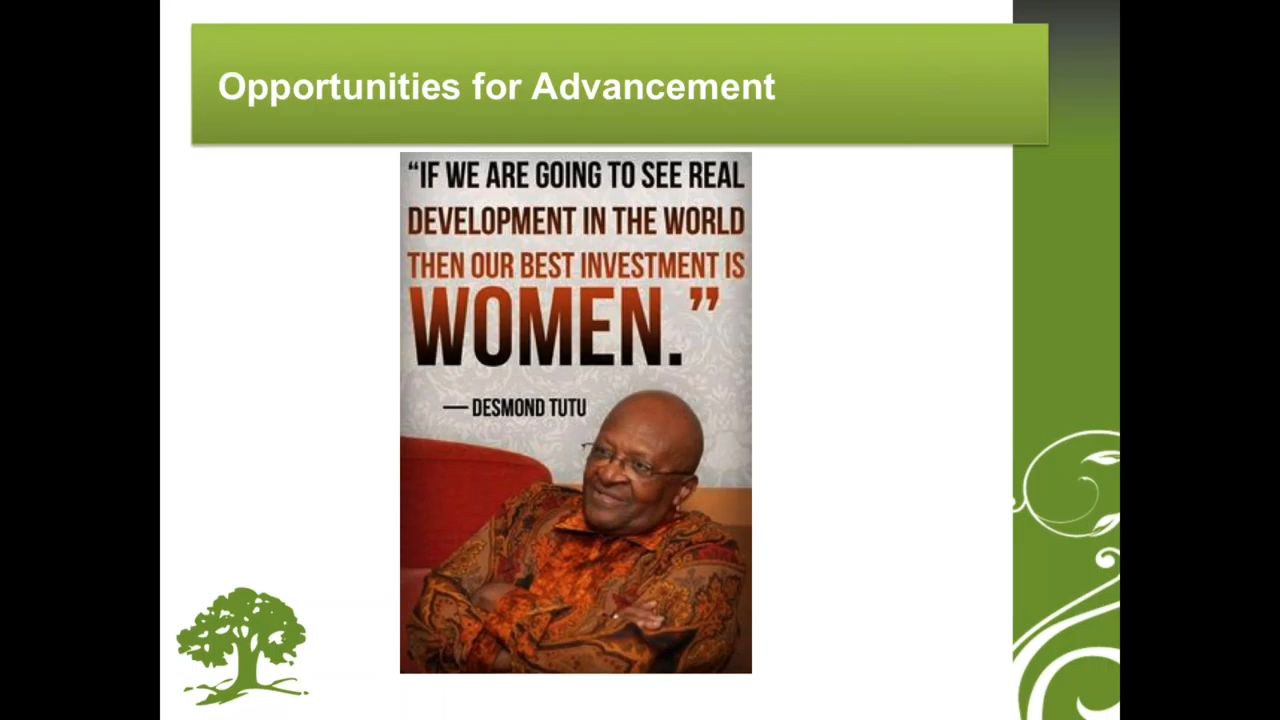 Opportunities for Advancement
“IF WE ARE GOING TO SEE REAL
DEVELOPMENT IN THE WORLD
THEN OUR BEST INVESTMENT IS
WOMEN.”
— DESMOND TUTU